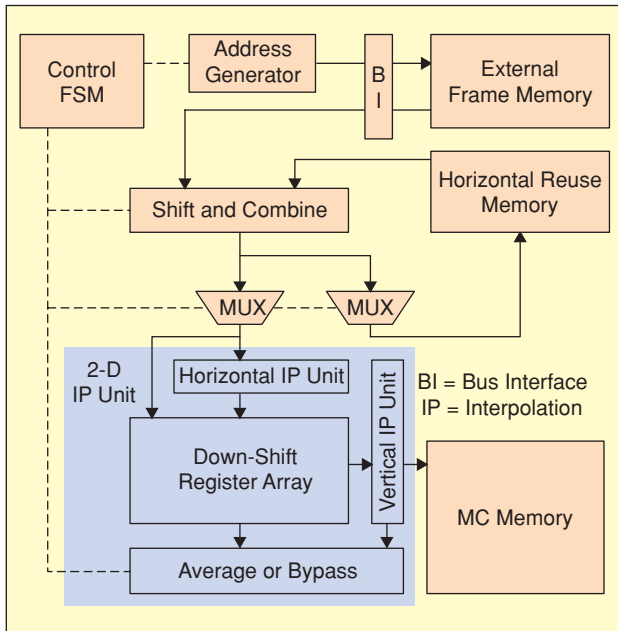 Control
FSM
Address
Generator
B
I
External
Frame Memory
Shift and Combine
Horizontal Reuse
Memory
MUX
MUX
2-D
IP Unit
Horizontal IP Unit
Vertical IP Unit
BI = Bus Interface
IP = Interpolation
Down-Shift
Register Array
MC Memory
Average or Bypass